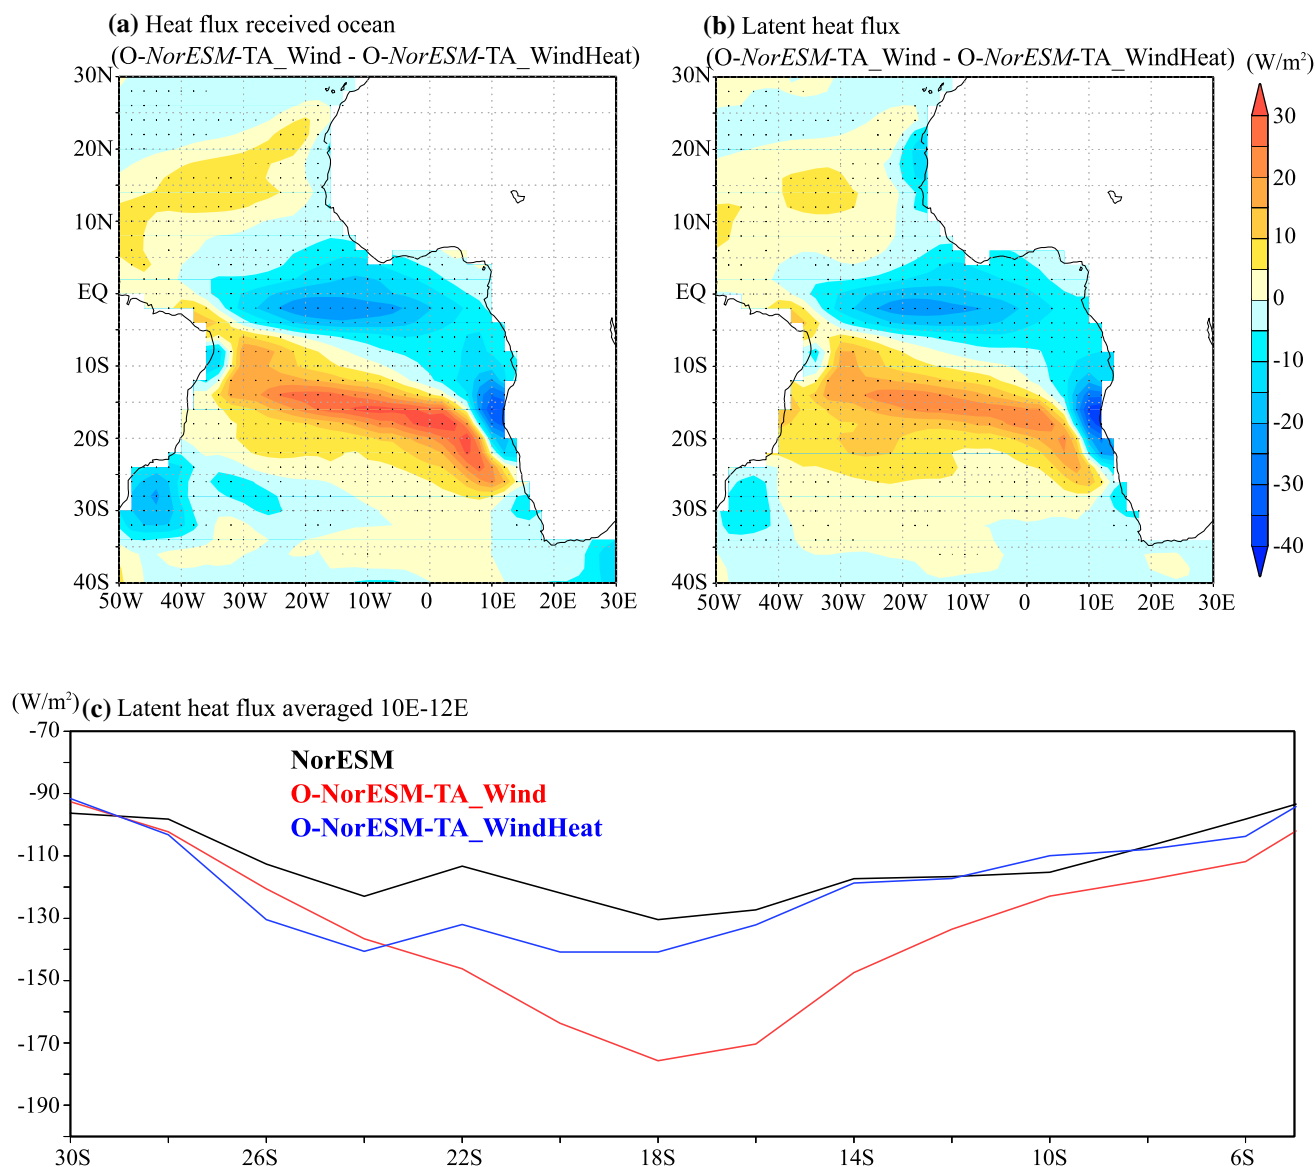 (a) Heat flux received ocean
(O-NorESM-TA_Wind - O-NorESM-TA_WindHeat)
30N
20N
10N
EQ
10S
20S
30S
40S
50W 40W 30W 20W 10W 0 10E 20E 30E
(b) Latent heat flux
(O-NorESM-TA_Wind - O-NorESM-TA_WindHeat)
30N
20N
10N
EQ
10S
20S
30S
40S
50W 40W 30W 20W 10W 0 10E 20E 30E
(W/m²)
30
20
10
0
-10
-20
-30
-40
(W/m²) (c) Latent heat flux averaged 10E-12E
-70
-90
-110
-130
-150
-170
-190
NorESM
O-NorESM-TA_Wind
O-NorESM-TA_WindHeat
30S 26S 22S 18S 14S 10S 6S